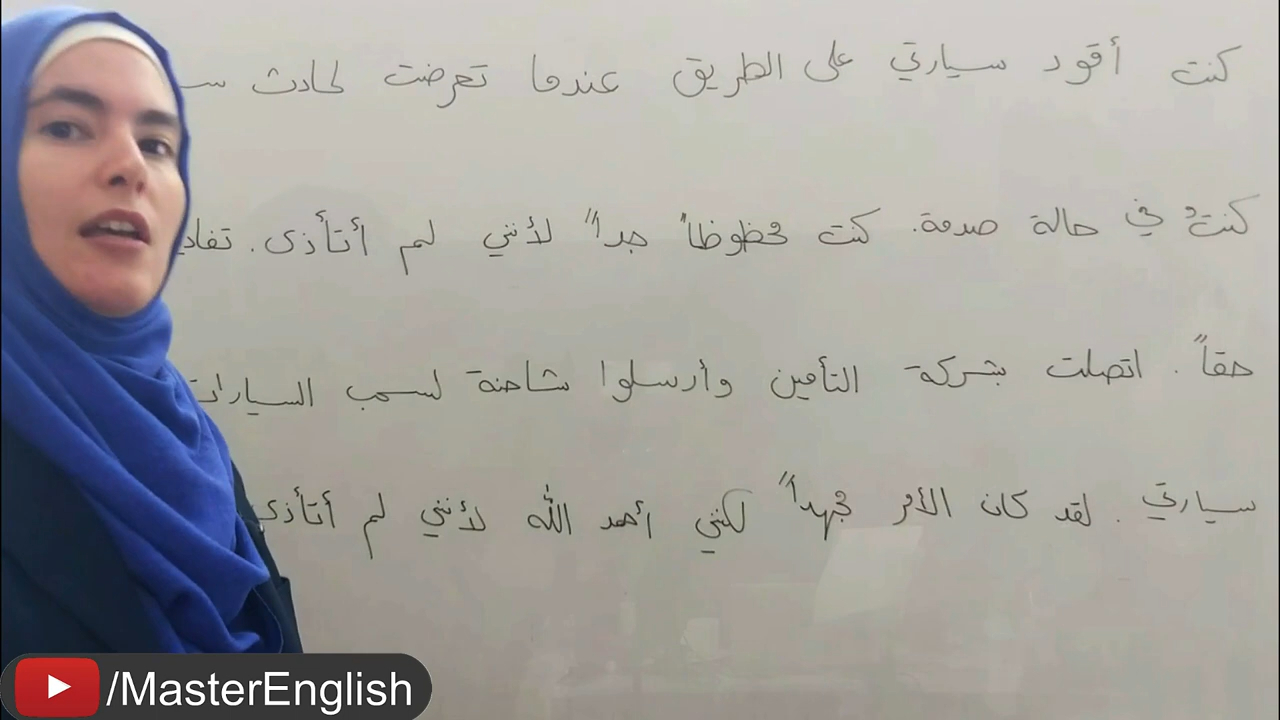 كنت أقود سيارتي على الطريق عندما تعرضت لحادث
كنتُ في حالة صدمة. كنت محظوظاً جداً لأنني لم أتأذى.
حقاً. اتصلت بشركة التأمين وأرسلوا شاحنة لسحب السيارات
سيارتي. لقد كان الأمر مجهداً لكنني أحمد الله لأنني لم أتأذى
/MasterEnglish